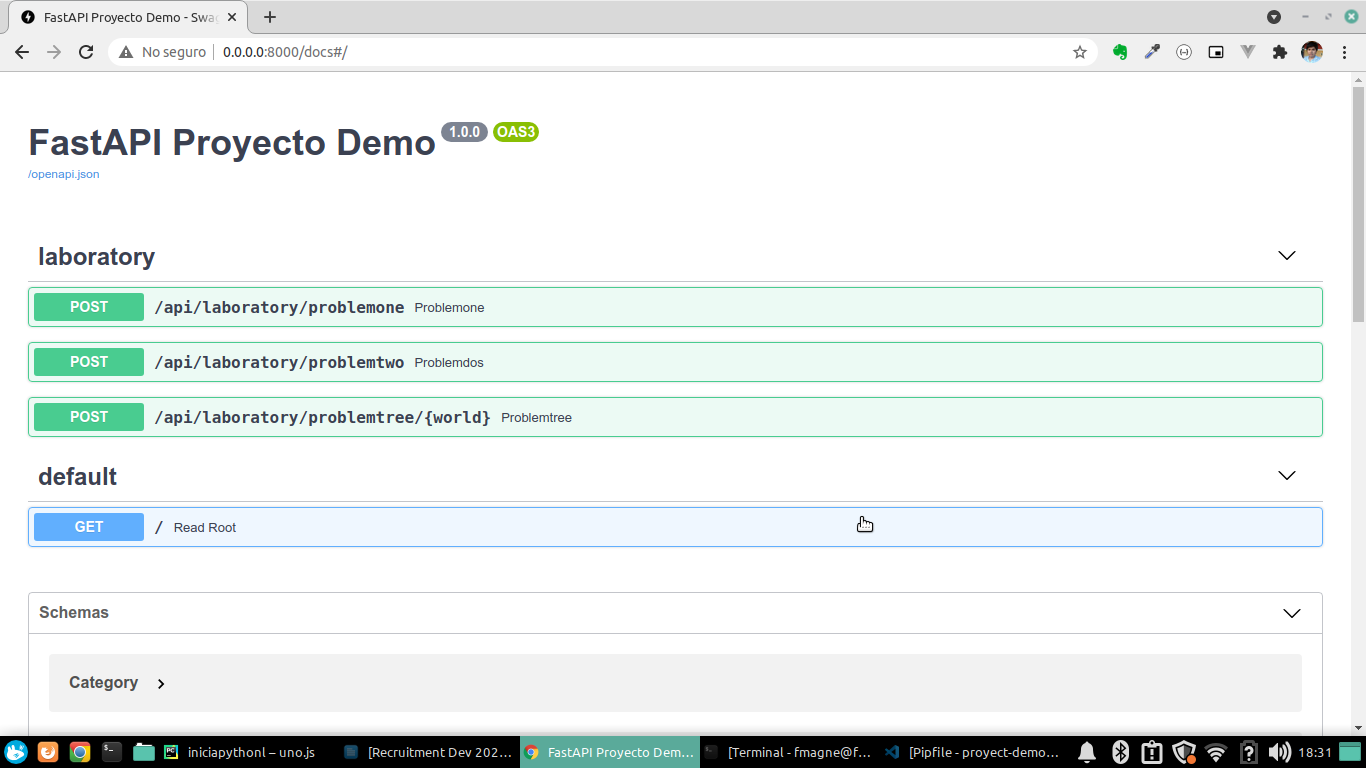 FastAPI Proyecto Demo - Swag
No seguro 0.0.0.0:8000/docs#/
FastAPI Proyecto Demo 1.0.0 OAS3
/openapi.json
laboratory
POST /api/laboratory/problemone Problemone
POST /api/laboratory/problemtwo Problemdos
POST /api/laboratory/problemtree/{world} Problemtree
default
GET / Read Root
Schemas
Category
iniciapythonl – uno.js [Recruitment Dev 202... FastAPI Proyecto Dem... [Terminal - fmagne@f... [Pipfile - proyect-demo... 18:31